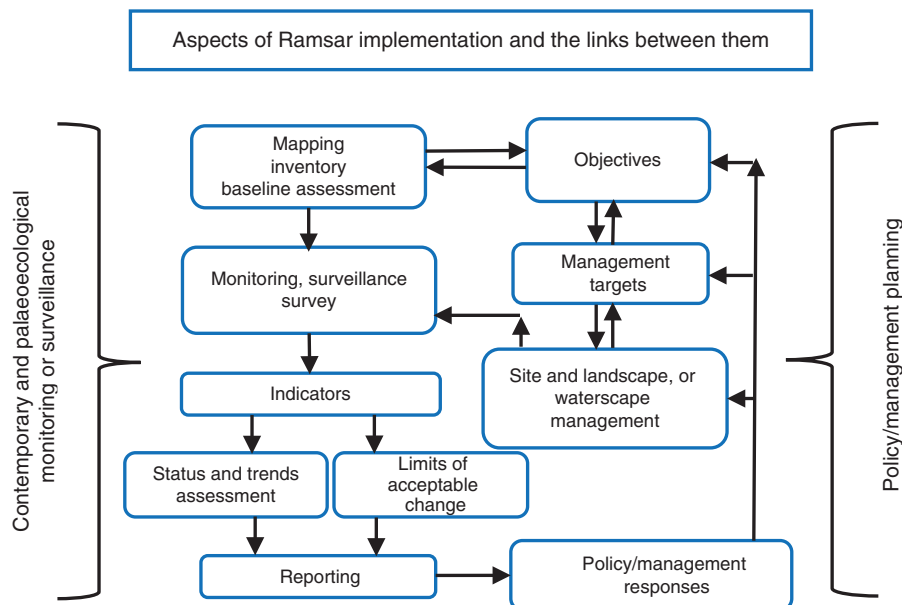 Aspects of Ramsar implementation and the links between them
Contemporary and palaeoecological
monitoring or surveillance
Mapping
inventory
baseline assessment
Objectives
Monitoring, surveillance
survey
Management
targets
Indicators
Site and landscape, or
waterscape
management
Status and trends
assessment
Limits of
acceptable
change
Reporting
Policy/management
responses
Policy/management planning